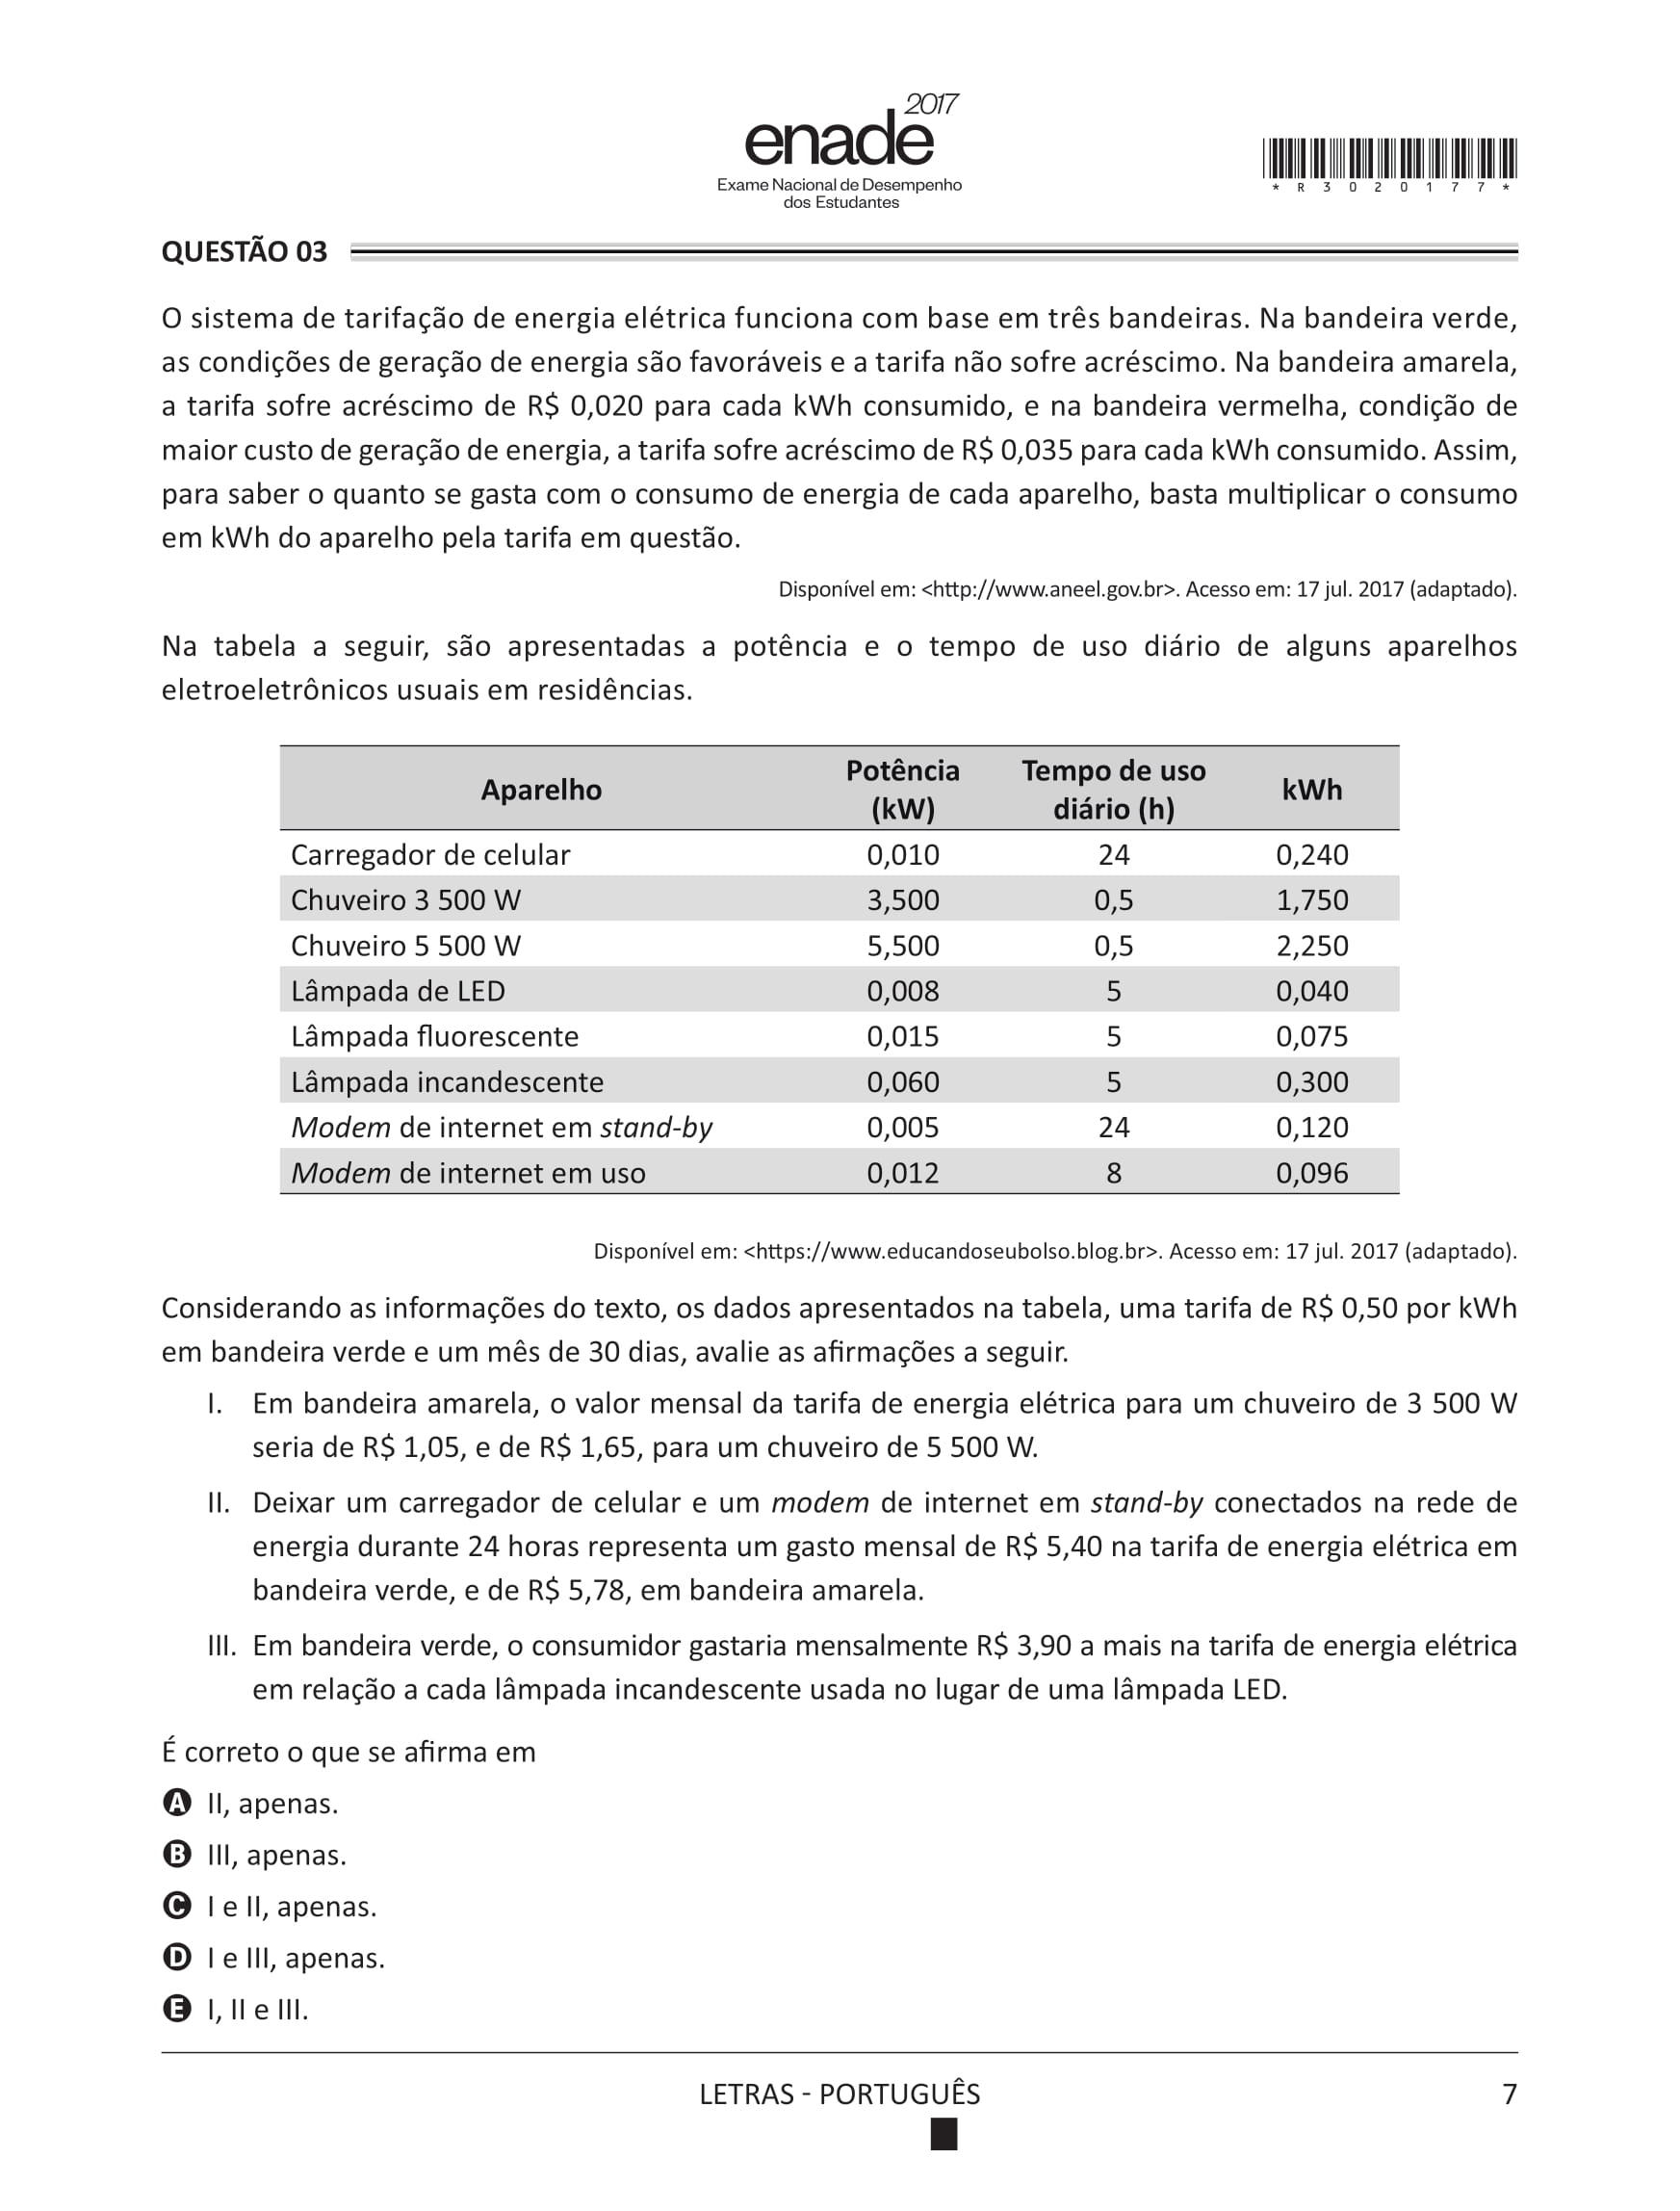 2017
enade
Exame Nacional de Desempenho
dos Estudantes
*R3020177*
QUESTÃO 03
O sistema de tarifação de energia elétrica funciona com base em três bandeiras. Na bandeira verde,
as condições de geração de energia são favoráveis e a tarifa não sofre acréscimo. Na bandeira amarela,
a tarifa sofre acréscimo de R$ 0,020 para cada kWh consumido, e na bandeira vermelha, condição de
maior custo de geração de energia, a tarifa sofre acréscimo de R$ 0,035 para cada kWh consumido. Assim,
para saber o quanto se gasta com o consumo de energia de cada aparelho, basta multiplicar o consumo
em kWh do aparelho pela tarifa em questão.
Disponível em: <http://www.aneel.gov.br>. Acesso em: 17 jul. 2017 (adaptado).
Na tabela a seguir, são apresentadas a potência e o tempo de uso diário de alguns aparelhos
eletroeletrônicos usuais em residências.
Aparelho Potência (kW) Tempo de uso diário (h) kWh
Carregador de celular 0,010 24 0,240
Chuveiro 3 500 W 3,500 0,5 1,750
Chuveiro 5 500 W 5,500 0,5 2,250
Lâmpada de LED 0,008 5 0,040
Lâmpada fluorescente 0,015 5 0,075
Lâmpada incandescente 0,060 5 0,300
Modem de internet em stand-by 0,005 24 0,120
Modem de internet em uso 0,012 8 0,096
Disponível em: <https://www.educandoseubolso.blog.br>. Acesso em: 17 jul. 2017 (adaptado).
Considerando as informações do texto, os dados apresentados na tabela, uma tarifa de R$ 0,50 por kWh
em bandeira verde e um mês de 30 dias, avalie as afirmações a seguir.
I. Em bandeira amarela, o valor mensal da tarifa de energia elétrica para um chuveiro de 3 500 W
seria de R$ 1,05, e de R$ 1,65, para um chuveiro de 5 500 W.
II. Deixar um carregador de celular e um modem de internet em stand-by conectados na rede de
energia durante 24 horas representa um gasto mensal de R$ 5,40 na tarifa de energia elétrica em
bandeira verde, e de R$ 5,78, em bandeira amarela.
III. Em bandeira verde, o consumidor gastaria mensalmente R$ 3,90 a mais na tarifa de energia elétrica
em relação a cada lâmpada incandescente usada no lugar de uma lâmpada LED.
É correto o que se afirma em
A II, apenas.
B III, apenas.
C I e II, apenas.
D I e III, apenas.
E I, II e III.
LETRAS - PORTUGUÊS
7